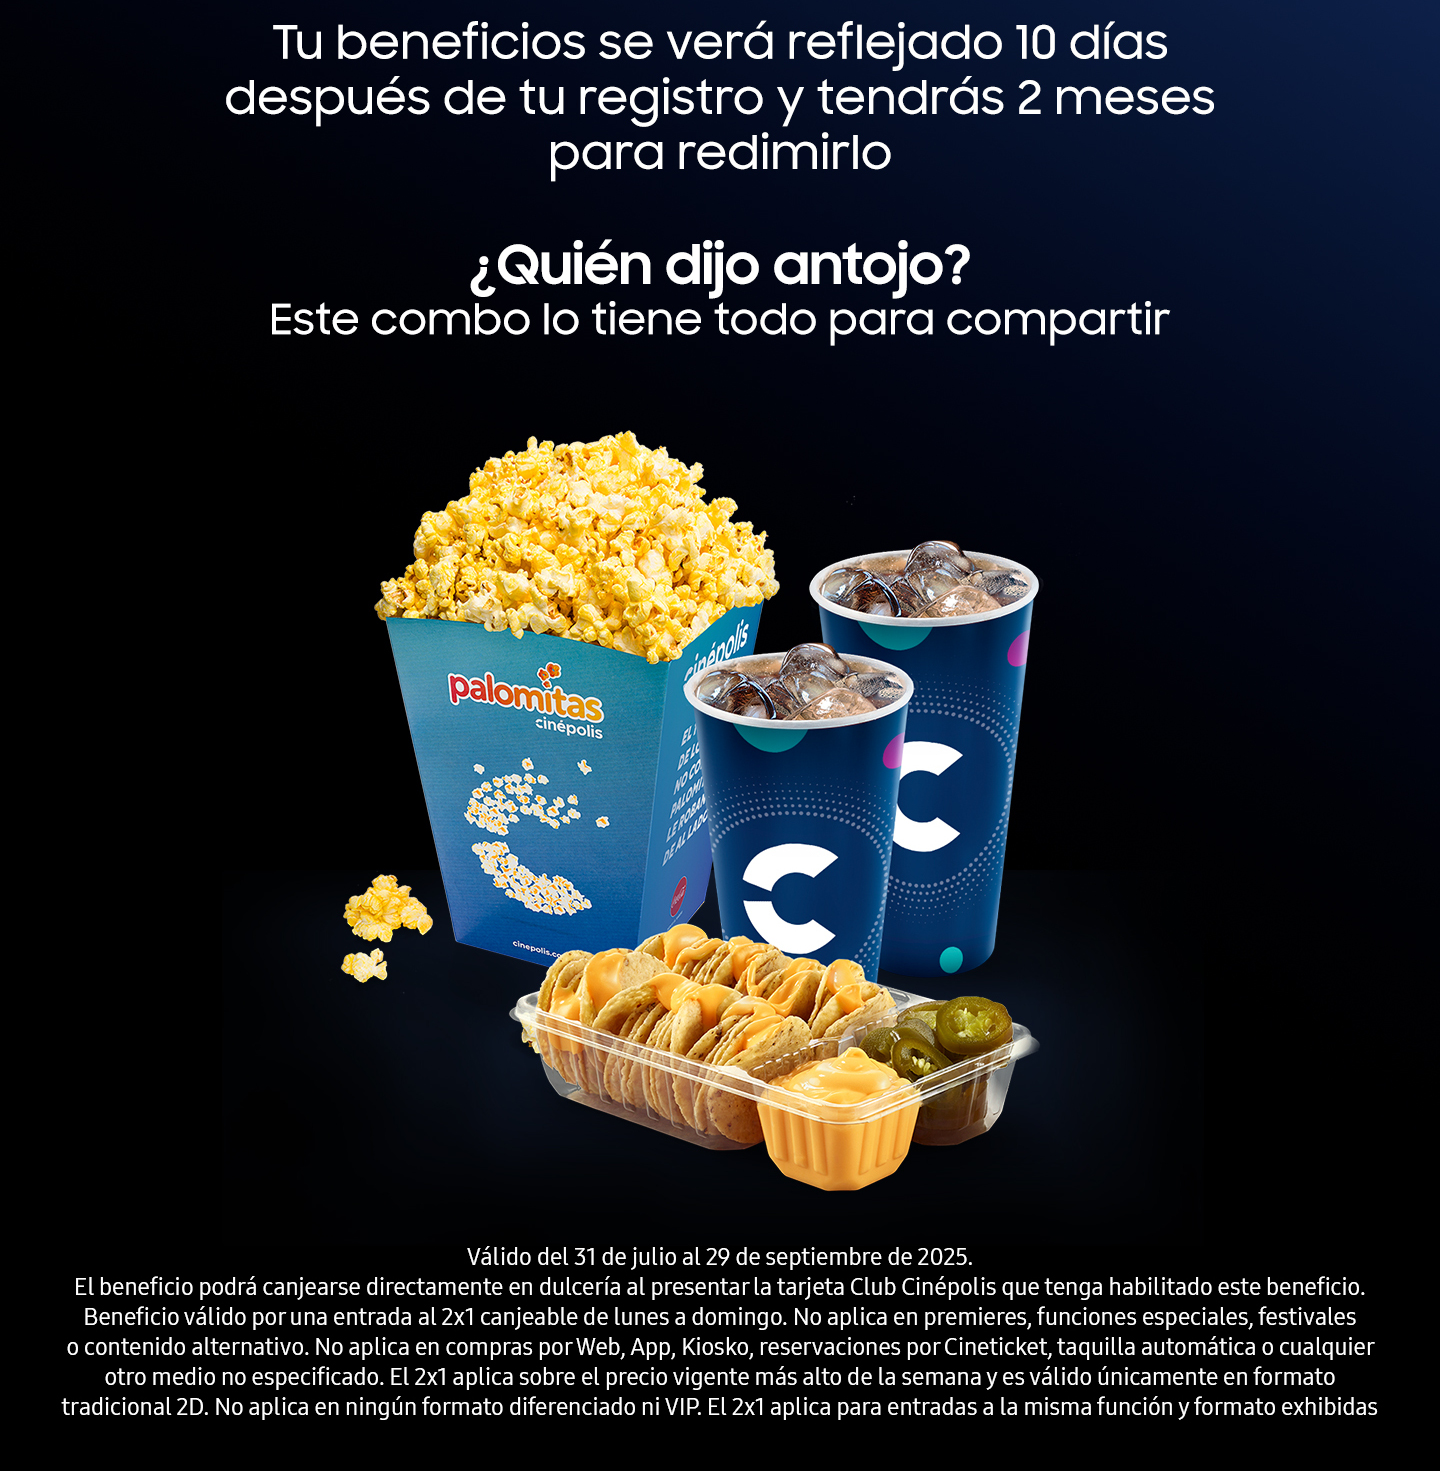 Tu beneficios se verá reflejado 10 días
después de tu registro y tendrás 2 meses
para redimirlo
¿Quién dijo antojo?
Este combo lo tiene todo para compartir
palomitas
cinépolis
cinépolis
cinepolis.co
Válido del 31 de julio al 29 de septiembre de 2025.
El beneficio podrá canjearse directamente en dulcería al presentar la tarjeta Club Cinépolis que tenga habilitado este beneficio.
Beneficio válido por una entrada al 2x1 canjeable de lunes a domingo. No aplica en premieres, funciones especiales, festivales
o contenido alternativo. No aplica en compras por Web, App, Kiosko, reservaciones por Cineticket, taquilla automática o cualquier
otro medio no especificado. El 2x1 aplica sobre el precio vigente más alto de la semana y es válido únicamente en formato
tradicional 2D. No aplica en ningún formato diferenciado ni VIP. El 2x1 aplica para entradas a la misma función y formato exhibidas